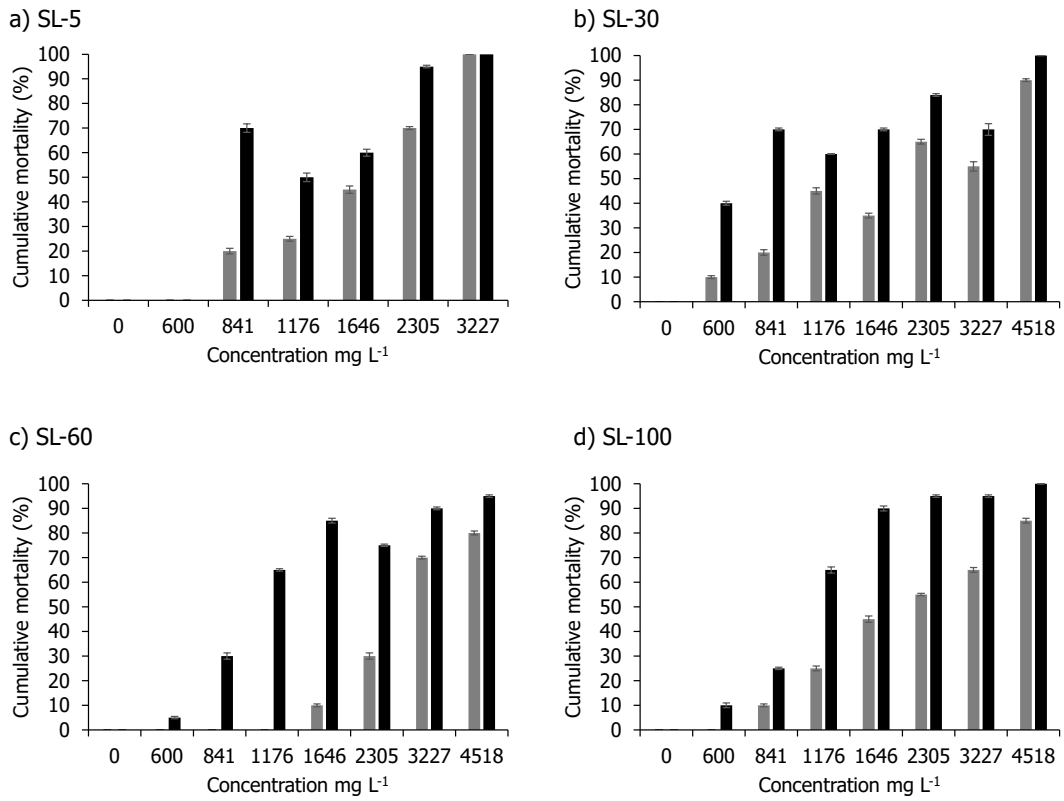 a) SL-5
Cumulative mortality (%)
100
90
80
70
60
50
40
30
20
10
0
0 600 841 1176 1646 2305 3227
Concentration mg L-1
b) SL-30
Cumulative mortality (%)
100
90
80
70
60
50
40
30
20
10
0
0 600 841 1176 1646 2305 3227 4518
Concentration mg L-1
c) SL-60
Cumulative mortality (%)
100
90
80
70
60
50
40
30
20
10
0
0 600 841 1176 1646 2305 3227 4518
Concentration mg L-1
d) SL-100
Cumulative mortality (%)
100
90
80
70
60
50
40
30
20
10
0
0 600 841 1176 1646 2305 3227 4518
Concentration mg L-1